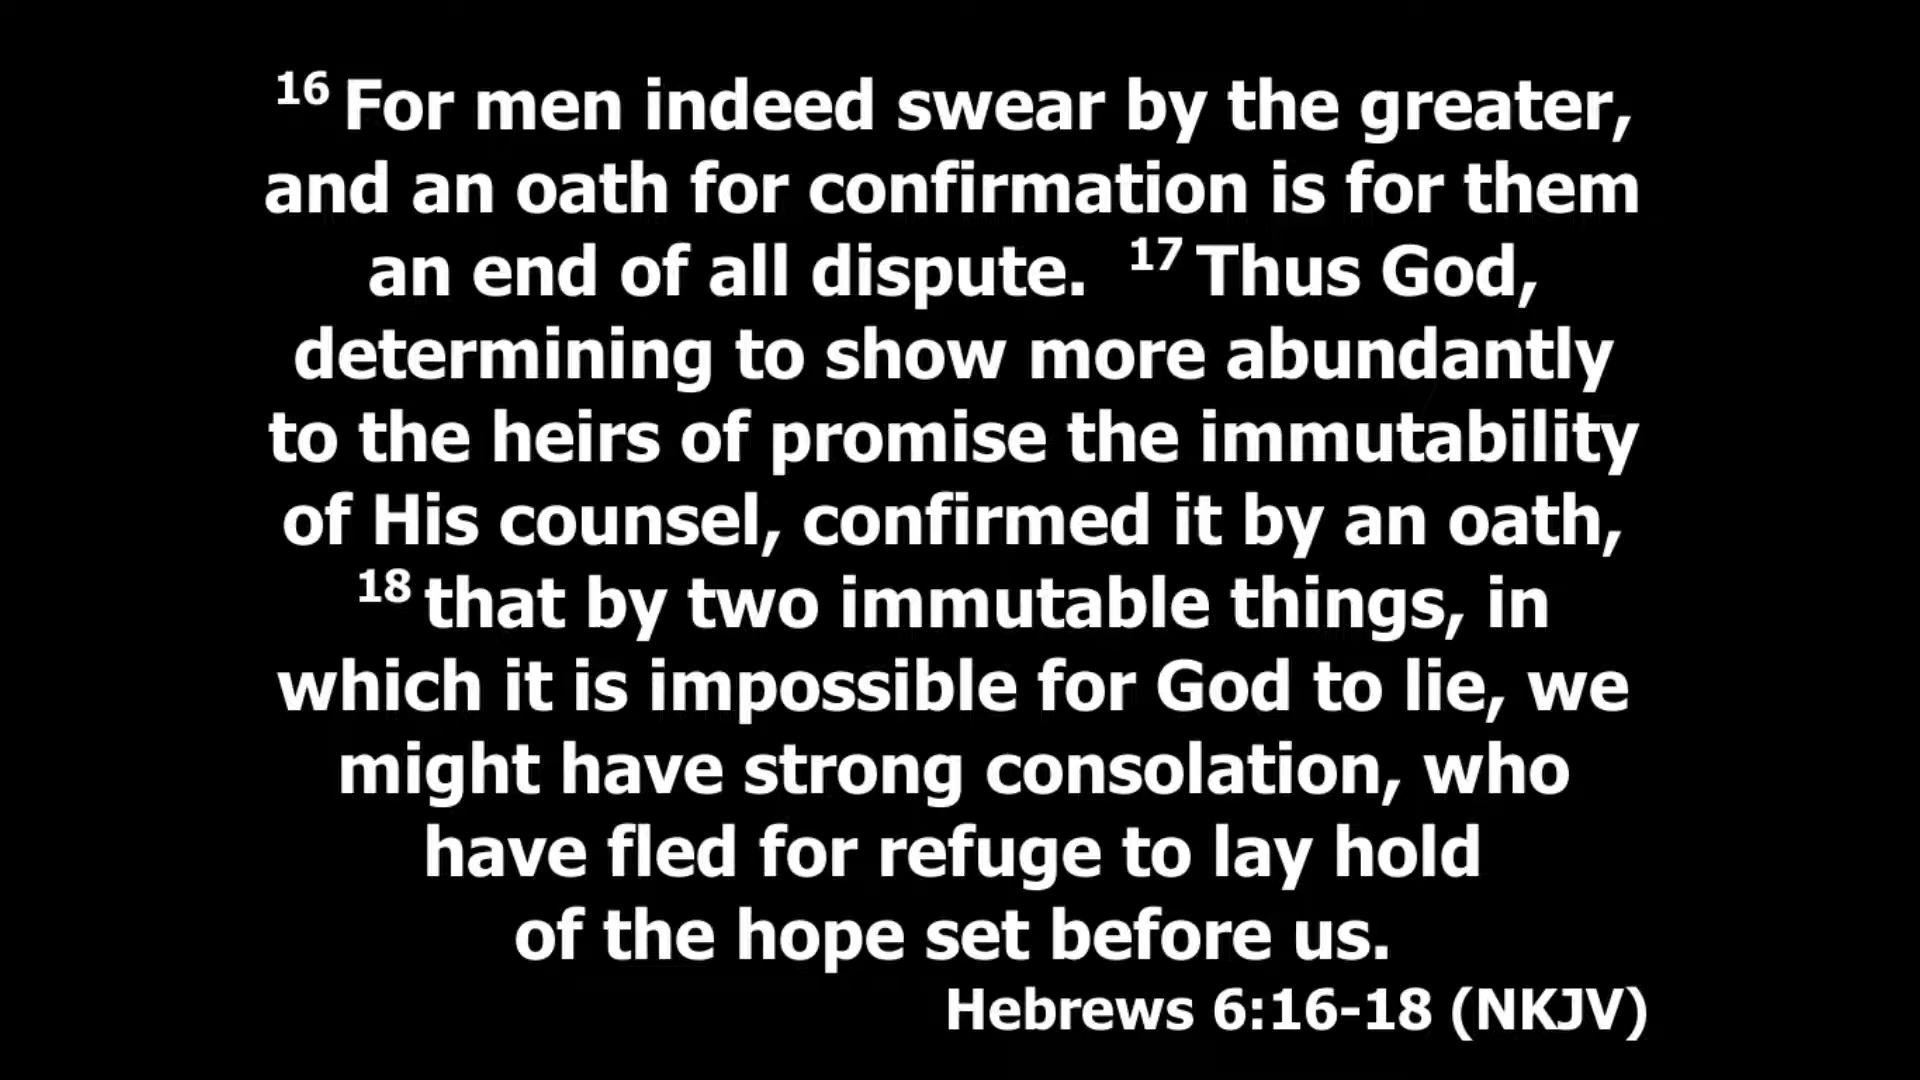 16 For men indeed swear by the greater,
and an oath for confirmation is for them
an end of all dispute. 17 Thus God,
determining to show more abundantly
to the heirs of promise the immutability
of His counsel, confirmed it by an oath,
18 that by two immutable things, in
which it is impossible for God to lie, we
might have strong consolation, who
have fled for refuge to lay hold
of the hope set before us.
Hebrews 6:16-18 (NKJV)